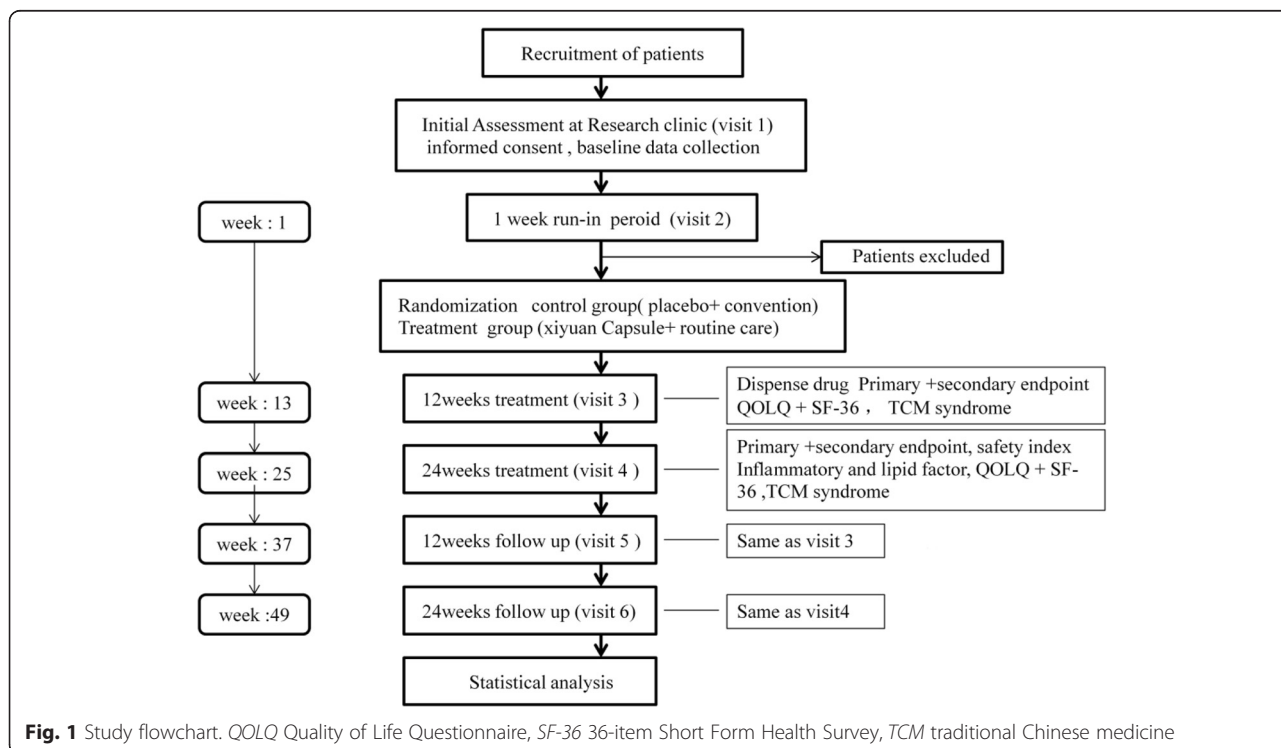 Recruitment of patients
Initial Assessment at Research clinic (visit 1)
informed consent , baseline data collection
week : 1
1 week run-in peroid (visit 2)
Patients excluded
Randomization control group( placebo+ convention)
Treatment group (xiyuan Capsule+ routine care)
week : 13
12weeks treatment (visit 3 )
Dispense drug Primary +secondary endpoint
QOLQ + SF-36 , TCM syndrome
week : 25
24weeks treatment (visit 4 )
Primary +secondary endpoint, safety index
Inflammatory and lipid factor, QOLQ + SF-
36 ,TCM syndrome
week : 37
12weeks follow up (visit 5 )
Same as visit 3
week :49
24weeks follow up (visit 6)
Same as visit4
Statistical analysis
Fig. 1 Study flowchart. QOLQ Quality of Life Questionnaire, SF-36 36-item Short Form Health Survey, TCM traditional Chinese medicine